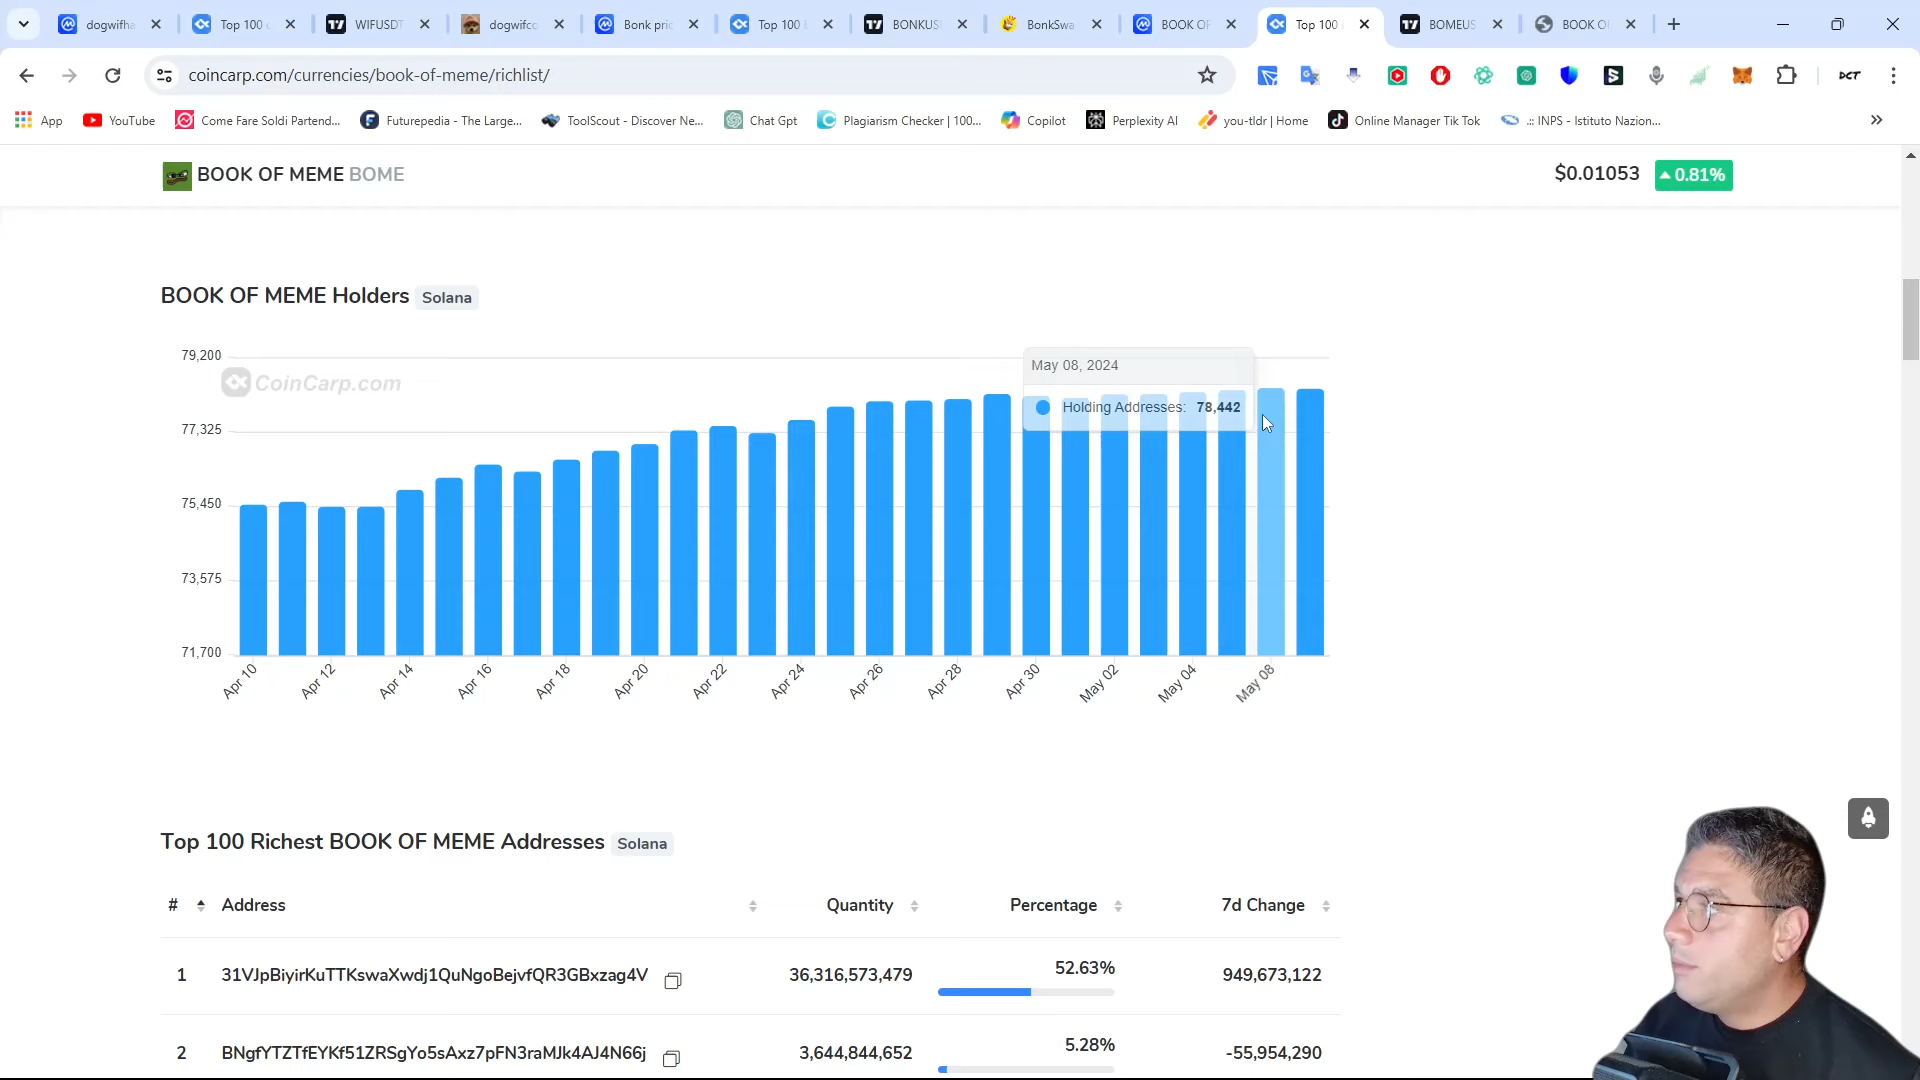 dogwifha
Top 100 c
WIFUSDT
dogwifco
Bonk pric
Top 100 
BONKUS
BonkSwa
BOOK OF
Top 100
BOMEUS
BOOK O
coincarp.com/currencies/book-of-meme/richlist/
DCT
App
YouTube
Come Fare Soldi Partend...
Futurepedia - The Large...
ToolScout - Discover Ne...
Chat Gpt
Plagiarism Checker | 100...
Copilot
Perplexity AI
you-tldr | Home
Online Manager Tik Tok
.:: INPS - Istituto Nazion...
BOOK OF MEME BOME
$0.01053
0.81%
BOOK OF MEME Holders Solana
79,200
77,325
75,450
73,575
71,700
CoinCarp.com
May 08, 2024
Holding Addresses: 78,442
Apr 10
Apr 12
Apr 14
Apr 16
Apr 18
Apr 20
Apr 22
Apr 24
Apr 26
Apr 28
Apr 30
May 02
May 04
May 08
Top 100 Richest BOOK OF MEME Addresses Solana
# Address Quantity Percentage 7d Change
1 31VJpBiyirKuTTKswaXwdj1QuNgoBejvfQR3GBxzag4V 36,316,573,479 52.63% 949,673,122
2 BNgfYTZTfEYKf51ZRSgYo5sAxz7pFN3raMJk4AJ4N66j 3,644,844,652 5.28% -55,954,290